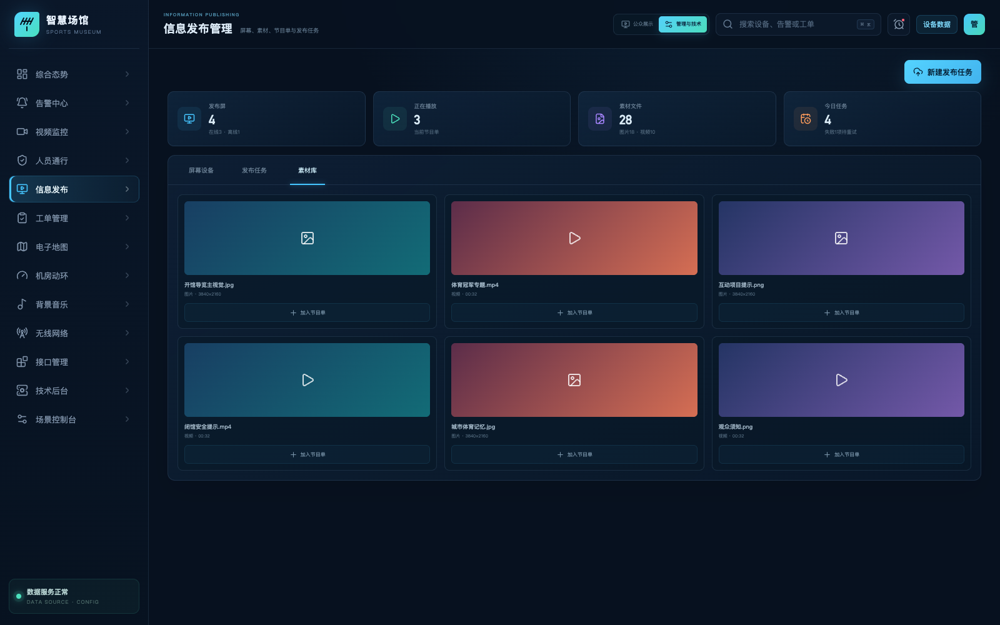 智慧场馆
SPORTS MUSEUM
综合态势
告警中心
视频监控
人员通行
信息发布
工单管理
电子地图
机房动环
背景音乐
无线网络
接口管理
技术后台
场景控制台
数据服务正常
DATA SOURCE · CONFIG
INFORMATION PUBLISHING
信息发布管理
屏幕、素材、节目单与发布任务
公众展示
管理与技术
搜索设备、告警或工单
⌘ K
设备数据
管
新建发布任务
发布屏
4
在线3 · 离线1
正在播放
3
当前节目单
素材文件
28
图片18 · 视频10
今日任务
4
失败1项待重试
屏幕设备
发布任务
素材库
开馆导览主视觉.jpg
图片 · 3840×2160
加入节目单
体育冠军专题.mp4
视频 · 00:32
加入节目单
互动项目提示.png
图片 · 3840×2160
加入节目单
闭馆安全提示.mp4
视频 · 00:32
加入节目单
城市体育记忆.jpg
图片 · 3840×2160
加入节目单
观众须知.png
视频 · 00:32
加入节目单